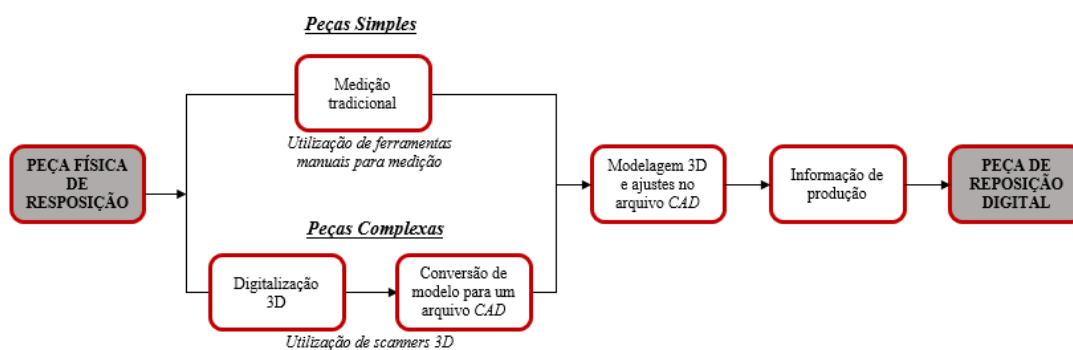 Peças Simples
Medição
tradicional
Utilização de ferramentas
manuais para medição
PEÇA FÍSICA
DE
RESPOSIÇÃO
Peças Complexas
Digitalização
3D
Conversão de
modelo para um
arquivo CAD
Utilização de scanners 3D
Modelagem 3D
e ajustes no
arquivo CAD
Informação de
produção
PEÇA DE
REPOSIÇÃO
DIGITAL